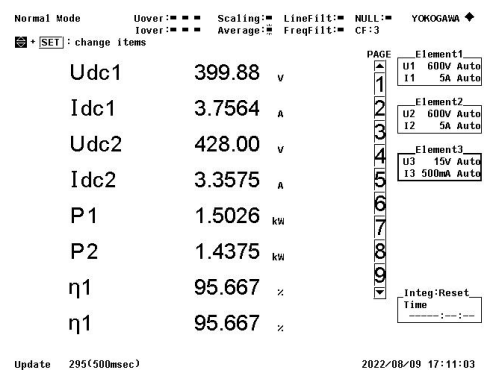 Normal Mode Uover:= = = Scaling:= LineFilt:= NULL:= YOKOGAWA
Iover:= = = Average:= FreqFilt:= CF:3
+ SET : change items
PAGE
Udc1 399.88 V
Idc1 3.7564 A
Udc2 428.00 V
Idc2 3.3575 A
P1 1.5026 kW
P2 1.4375 kW
η1 95.667 %
η1 95.667 %
1
2
3
4
5
6
7
8
9
Element1
U1 600V Auto
I1 5A Auto
Element2
U2 600V Auto
I2 5A Auto
Element3
U3 15V Auto
I3 500mA Auto
Integ:Reset
Time
-----:--:--
Update 295(500msec) 2022/08/09 17:11:03